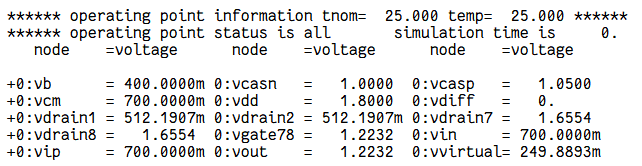 ****** operating point information tnom=  25.000 temp=  25.000 ******
****** operating point status is all       simulation time is     0.
   node    =voltage      node    =voltage      node    =voltage
+0:vb      = 400.0000m 0:vcasn   =   1.0000  0:vcasp   =   1.0500
+0:vcm     = 700.0000m 0:vdd     =   1.8000  0:vdiff   =   0.
+0:vdrain1 = 512.1907m 0:vdrain2 = 512.1907m 0:vdrain7 =   1.6554
+0:vdrain8 =   1.6554  0:vgate78 =   1.2232  0:vin     = 700.0000m
+0:vip     = 700.0000m 0:vout    =   1.2232  0:vvirtual= 249.8893m